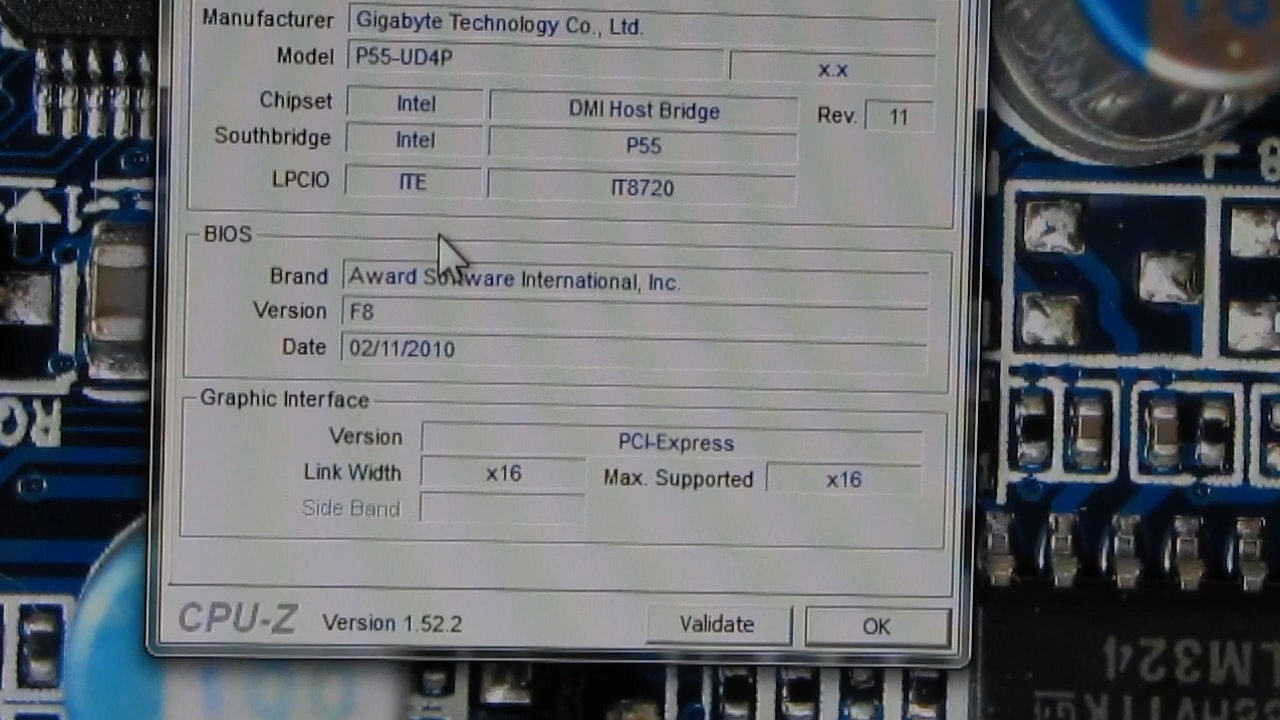 Manufacturer Gigabyte Technology Co., Ltd.
Model P55-UD4P x.x
Chipset Intel DMI Host Bridge Rev. 11
Southbridge Intel P55
LPCIO ITE IT8720
BIOS
Brand Award Software International, Inc.
Version F8
Date 02/11/2010
Graphic Interface
Version PCI-Express
Link Width x16 Max. Supported x16
Side Band
CPU-Z Version 1.52.2 Validate OK
LM324